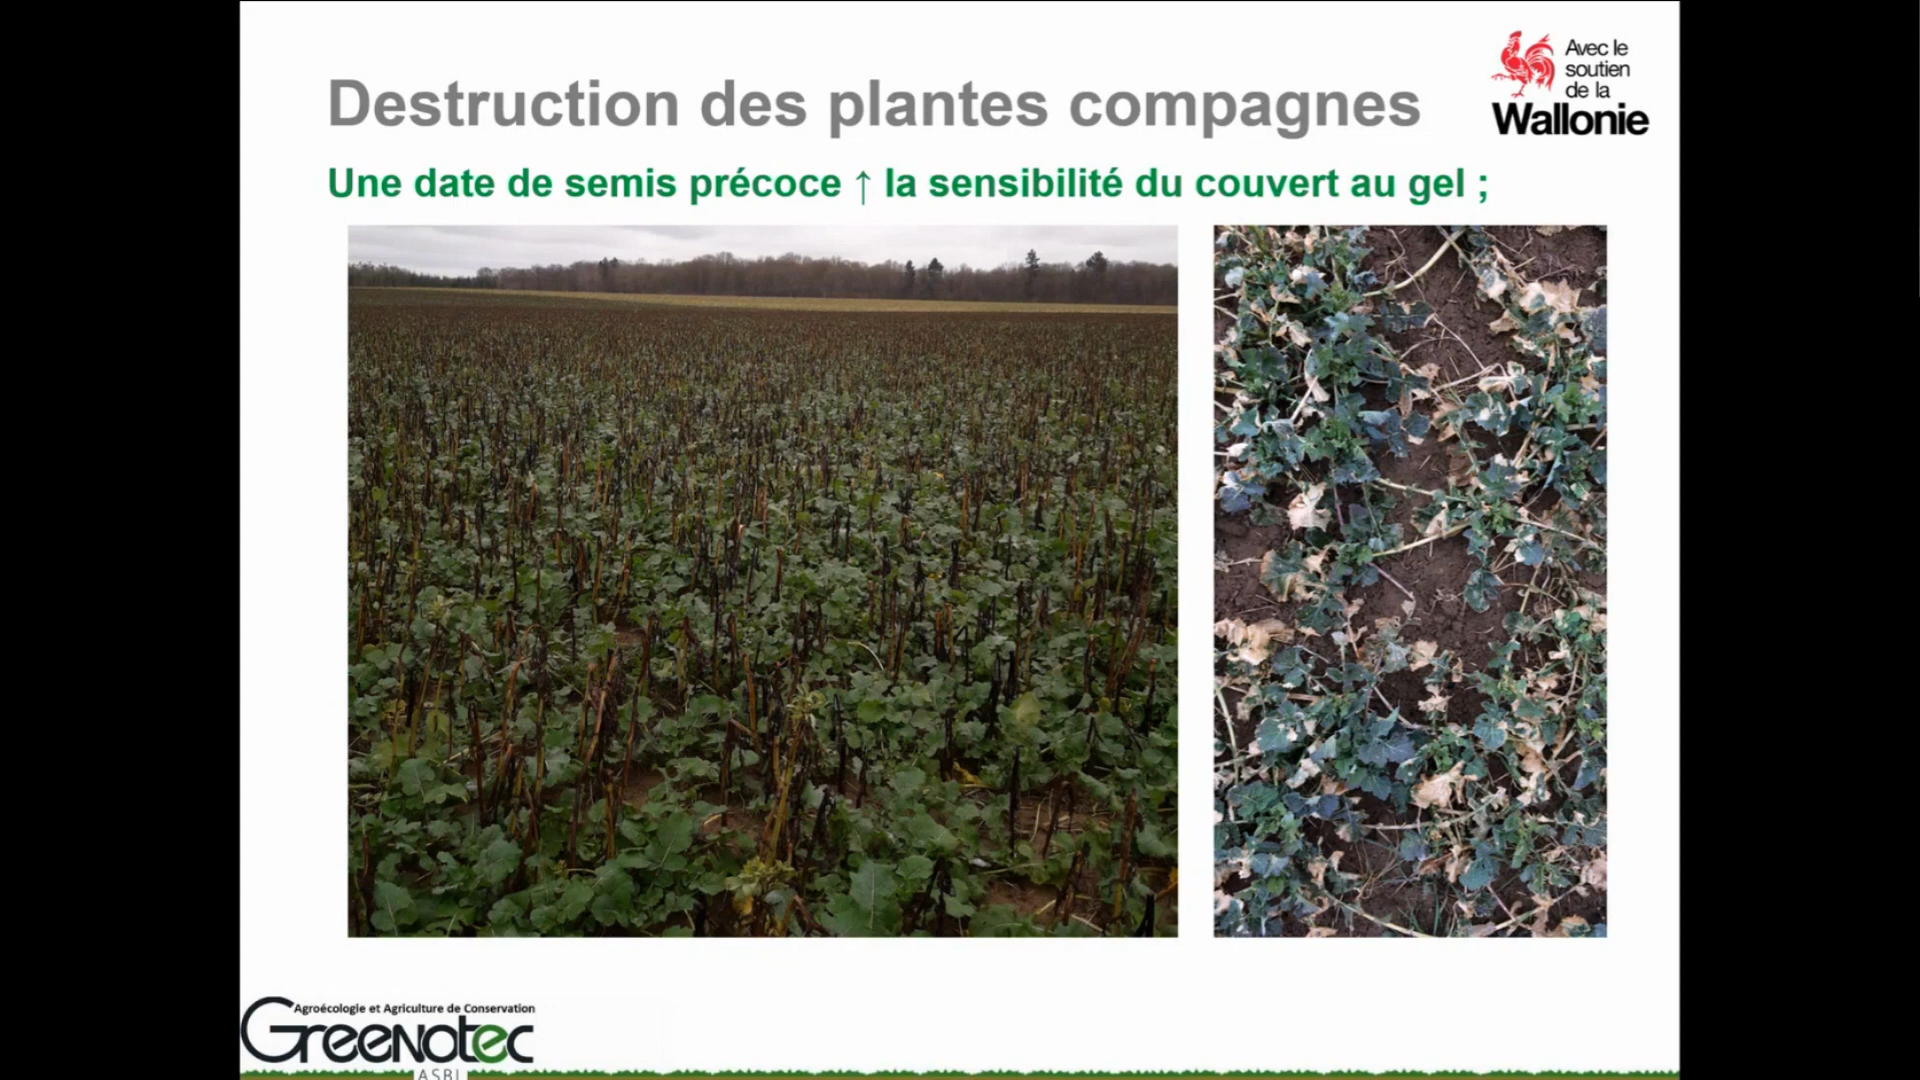 Avec le
soutien
de la
Wallonie
Destruction des plantes compagnes
Une date de semis précoce ↑ la sensibilité du couvert au gel ;
Agroécologie et Agriculture de Conservation
Greenotec
ASBL